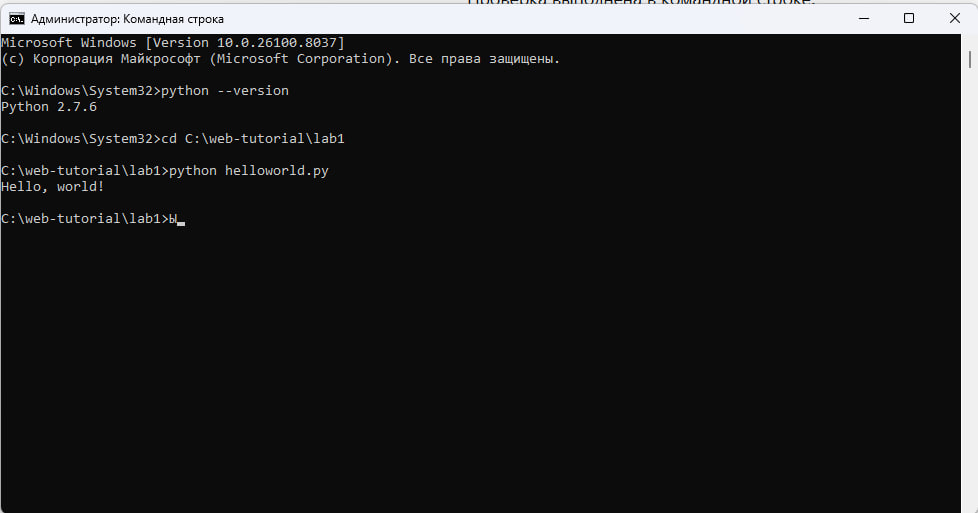 Проверка выполнена в командной строке.
Администратор: Командная строка
Microsoft Windows [Version 10.0.26100.8037]
(c) Корпорация Майкрософт (Microsoft Corporation). Все права защищены.
C:\Windows\System32>python --version
Python 2.7.6
C:\Windows\System32>cd C:\web-tutorial\lab1
C:\web-tutorial\lab1>python helloworld.py
Hello, world!
C:\web-tutorial\lab1>Ы